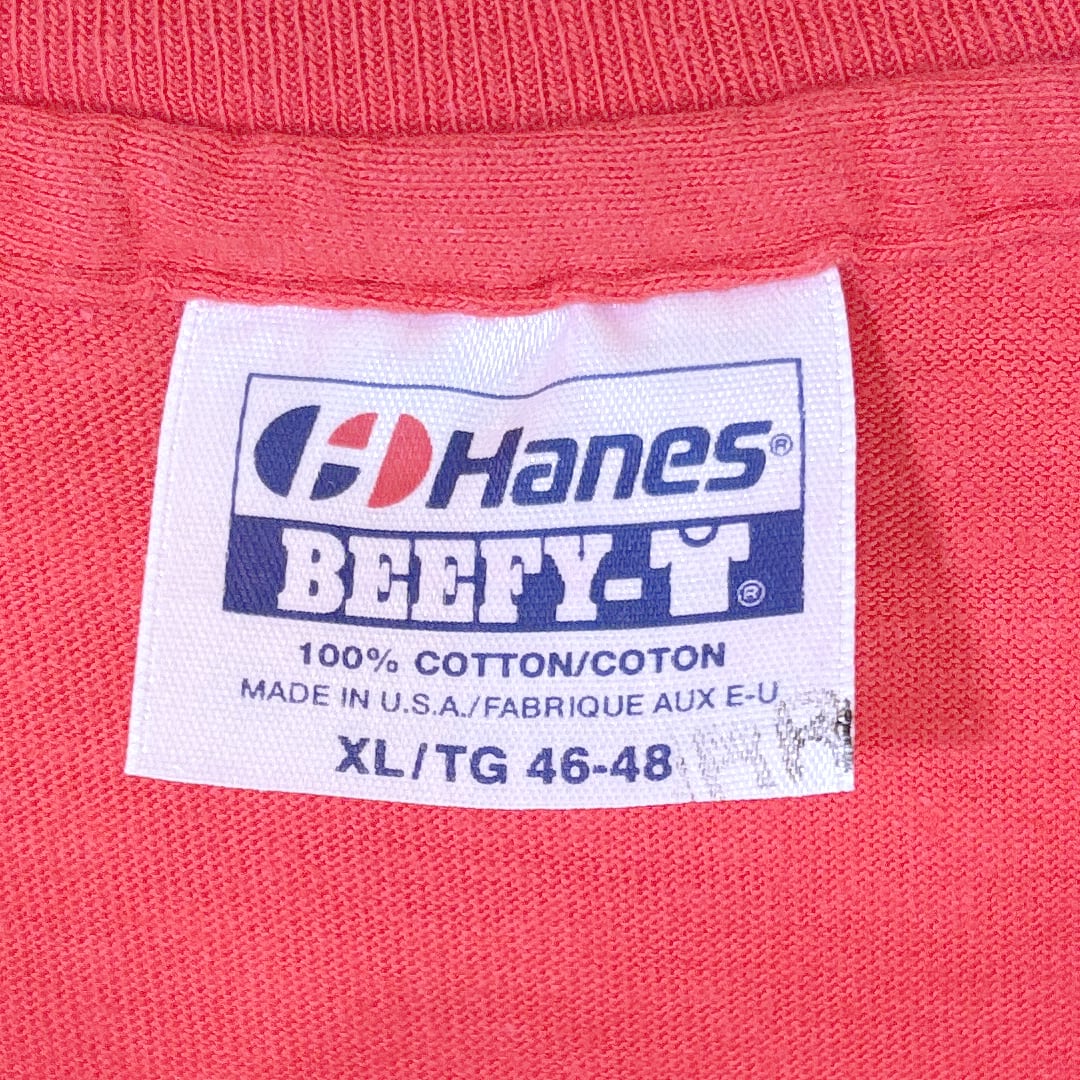 Hanes®
BEEFY-T®
100% COTTON/COTON
MADE IN U.S.A./FABRIQUE AUX E-U
XL/TG 46-48